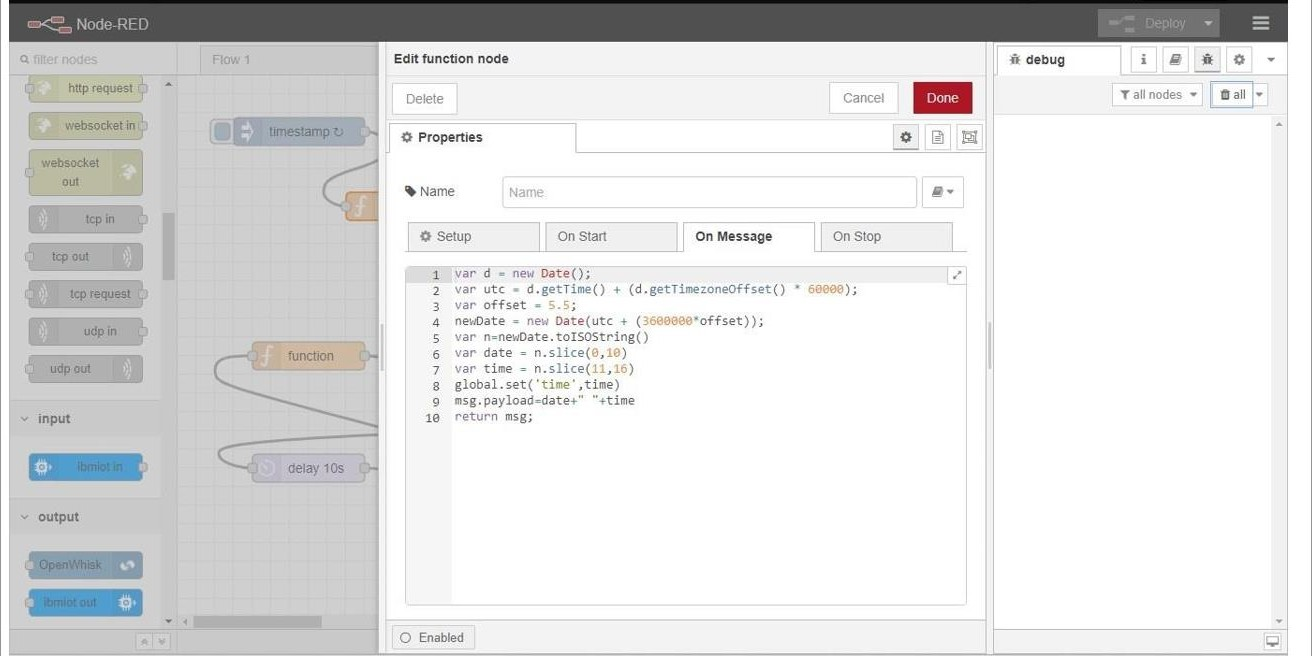 Node-RED
Deploy
filter nodes
http request
websocket in
websocket
out
tcp in
tcp out
tcp request
udp in
udp out
input
ibmiot in
output
OpenWhisk
ibmiot out
Flow 1
timestamp ↻
f
f function
delay 10s
Edit function node
Delete
Cancel
Done
Properties
Name
Name
Setup
On Start
On Message
On Stop
1 var d = new Date();
2 var utc = d.getTime() + (d.getTimezoneOffset() * 60000);
3 var offset = 5.5;
4 newDate = new Date(utc + (3600000*offset));
5 var n=newDate.toISOString()
6 var date = n.slice(0,10)
7 var time = n.slice(11,16)
8 global.set('time',time)
9 msg.payload=date+" "+time
10 return msg;
Enabled
debug
i
all nodes
all